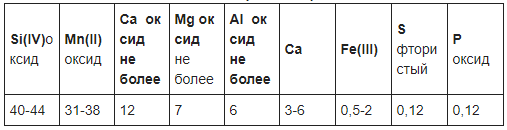 Si(IV)о ксид | Mn(II) оксид | Са ок сид не более | Mg ок сид не более | Al ок сид не более | Са | Fe(III) | S фтори стый | Р оксид
40-44 | 31-38 | 12 | 7 | 6 | 3-6 | 0,5-2 | 0,12 | 0,12